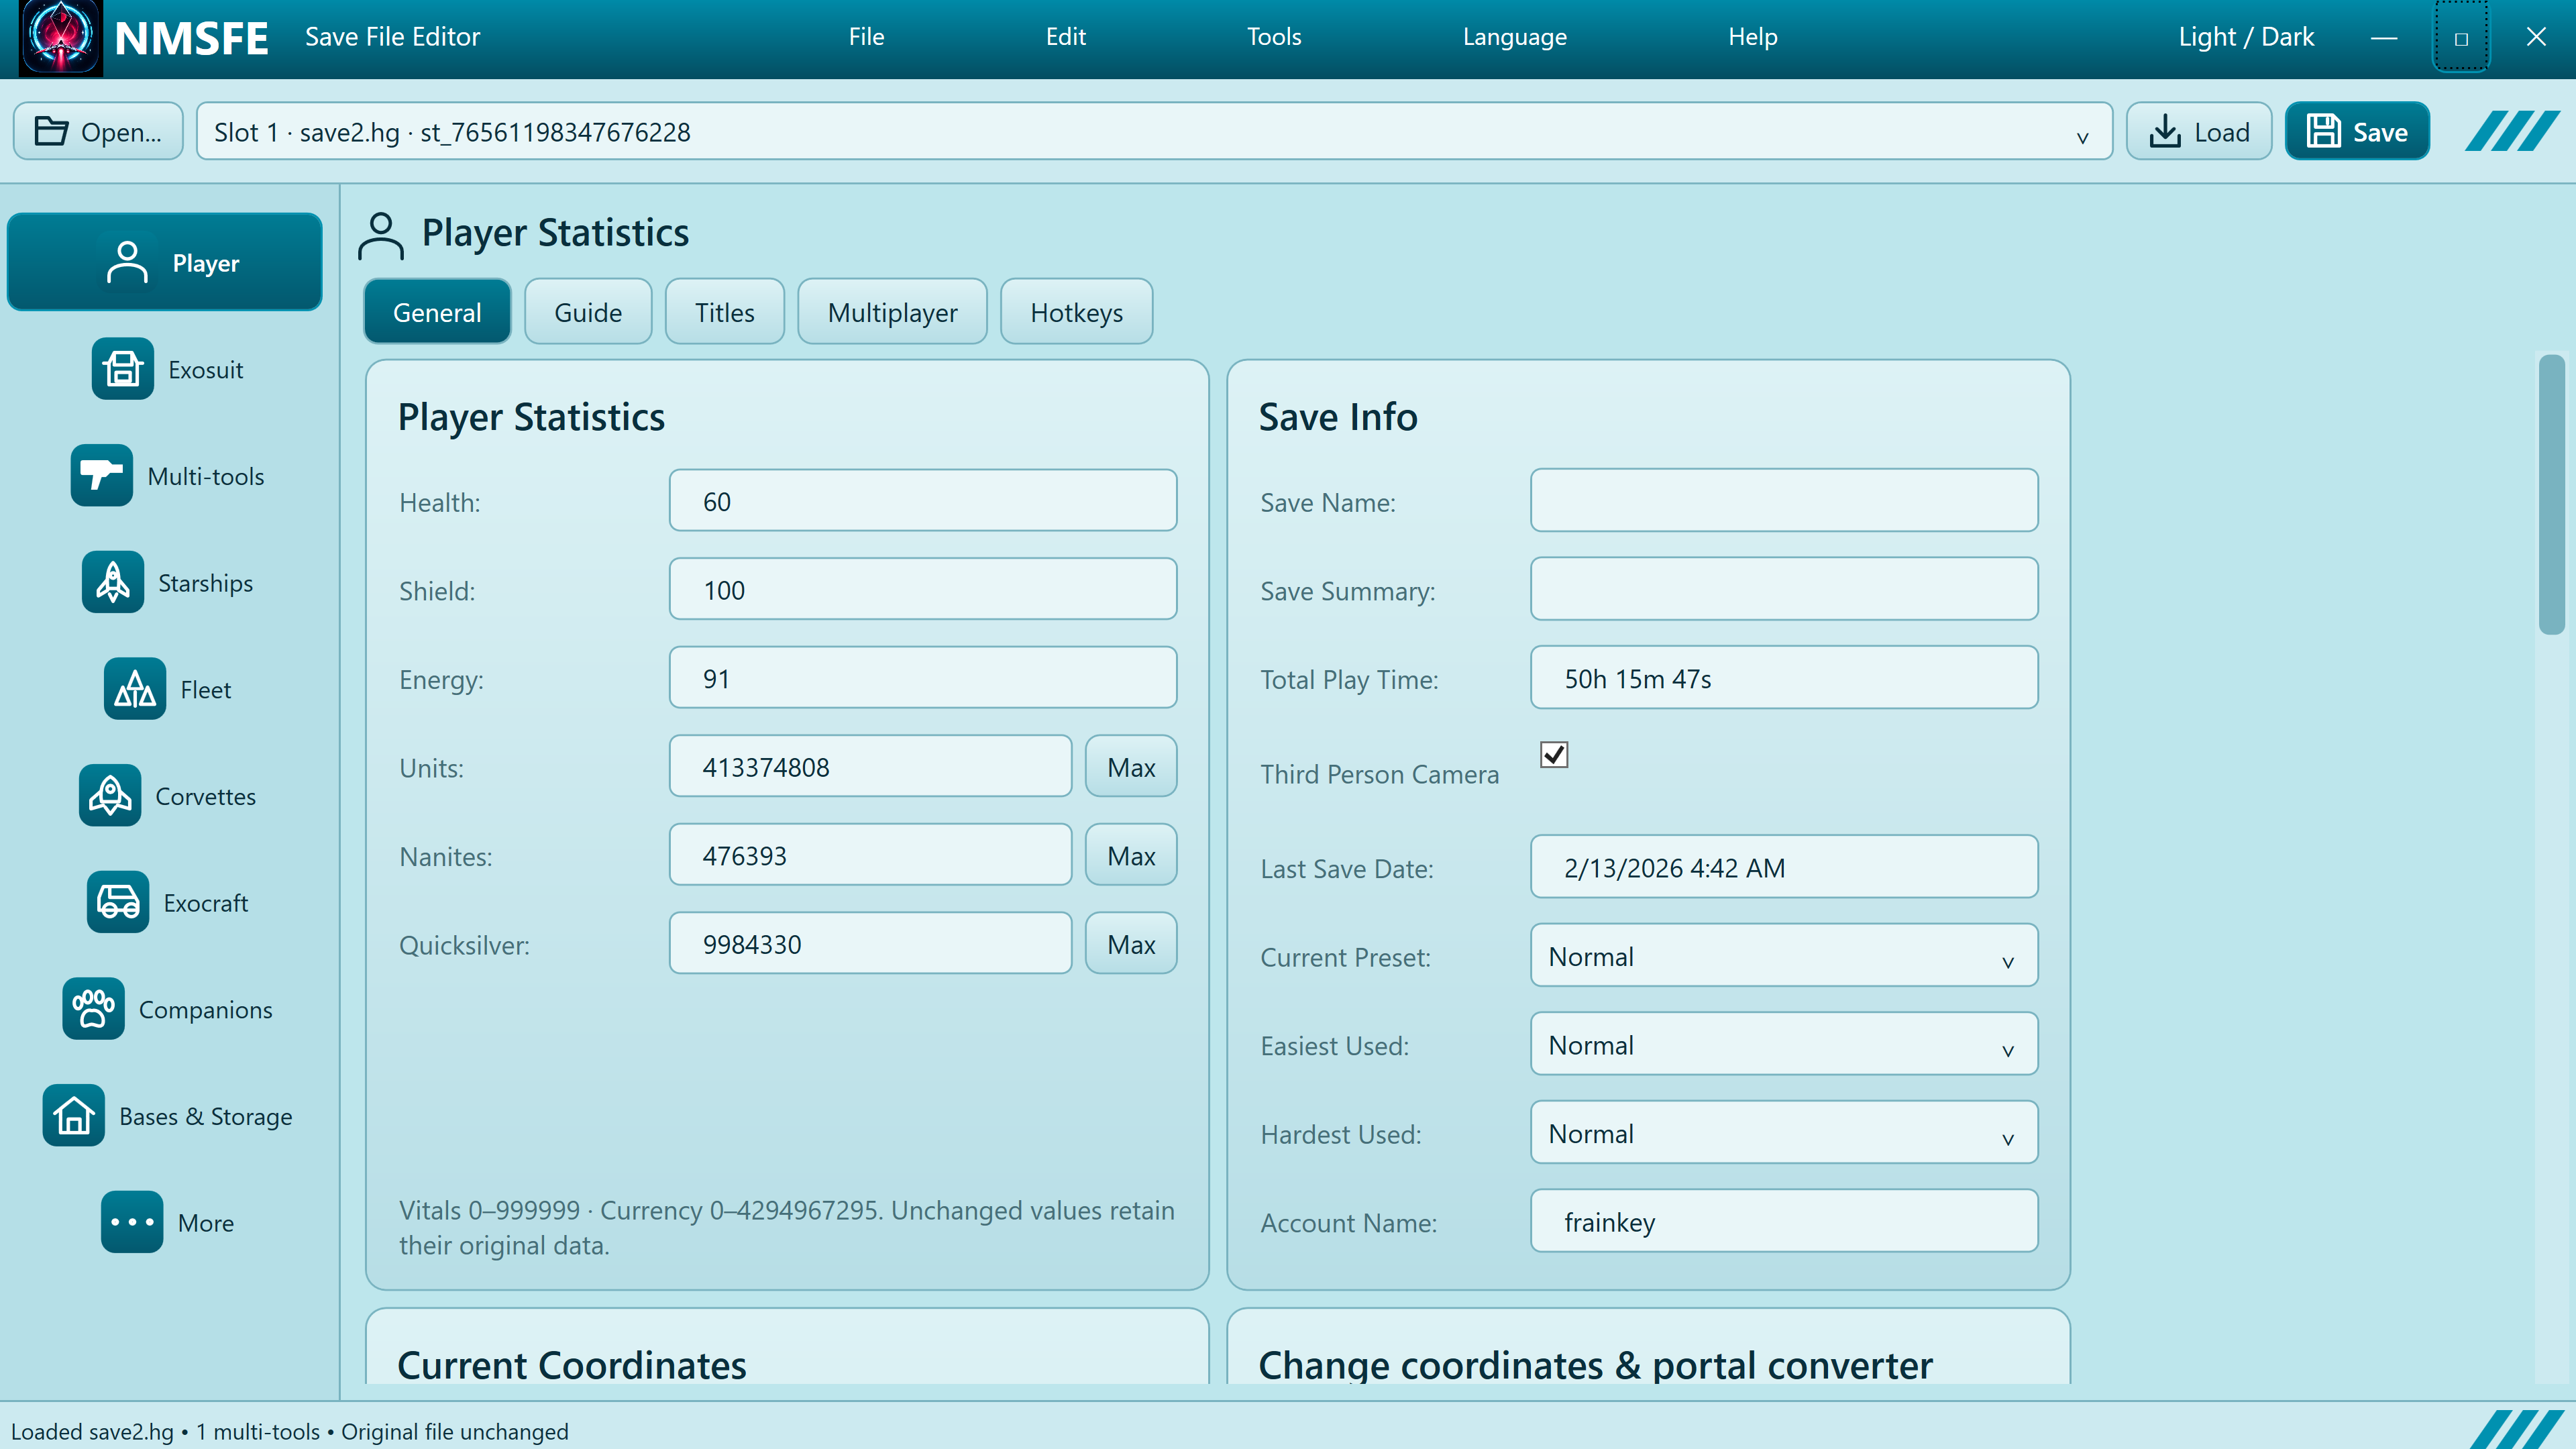 NMSFE Save File Editor File Edit Tools Language Help Light / Dark
Open... Slot 1 · save2.hg · st_76561198347676228 Load Save
Player
Exosuit
Multi-tools
Starships
Fleet
Corvettes
Exocraft
Companions
Bases & Storage
More
Player Statistics
General Guide Titles Multiplayer Hotkeys
Player Statistics
Health: 60
Shield: 100
Energy: 91
Units: 413374808 Max
Nanites: 476393 Max
Quicksilver: 9984330 Max
Vitals 0–999999 · Currency 0–4294967295. Unchanged values retain
their original data.
Save Info
Save Name:
Save Summary:
Total Play Time: 50h 15m 47s
Third Person Camera
Last Save Date: 2/13/2026 4:42 AM
Current Preset: Normal
Easiest Used: Normal
Hardest Used: Normal
Account Name: frainkey
Current Coordinates
Change coordinates & portal converter
Loaded save2.hg • 1 multi-tools • Original file unchanged